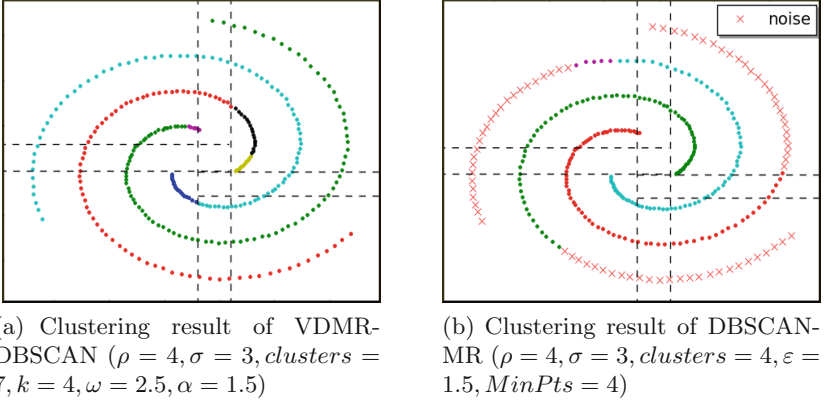 × noise
(a) Clustering result of VDMR-
DBSCAN (ρ = 4, σ = 3, clusters =
7, k = 4, ω = 2.5, α = 1.5)
(b) Clustering result of DBSCAN-
MR (ρ = 4, σ = 3, clusters = 4, ε =
1.5, MinPts = 4)